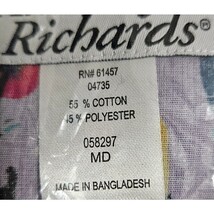 Richards®
RN# 61457
04735
55 % COTTON
45 % POLYESTER
058297
MD
MADE IN BANGLADESH